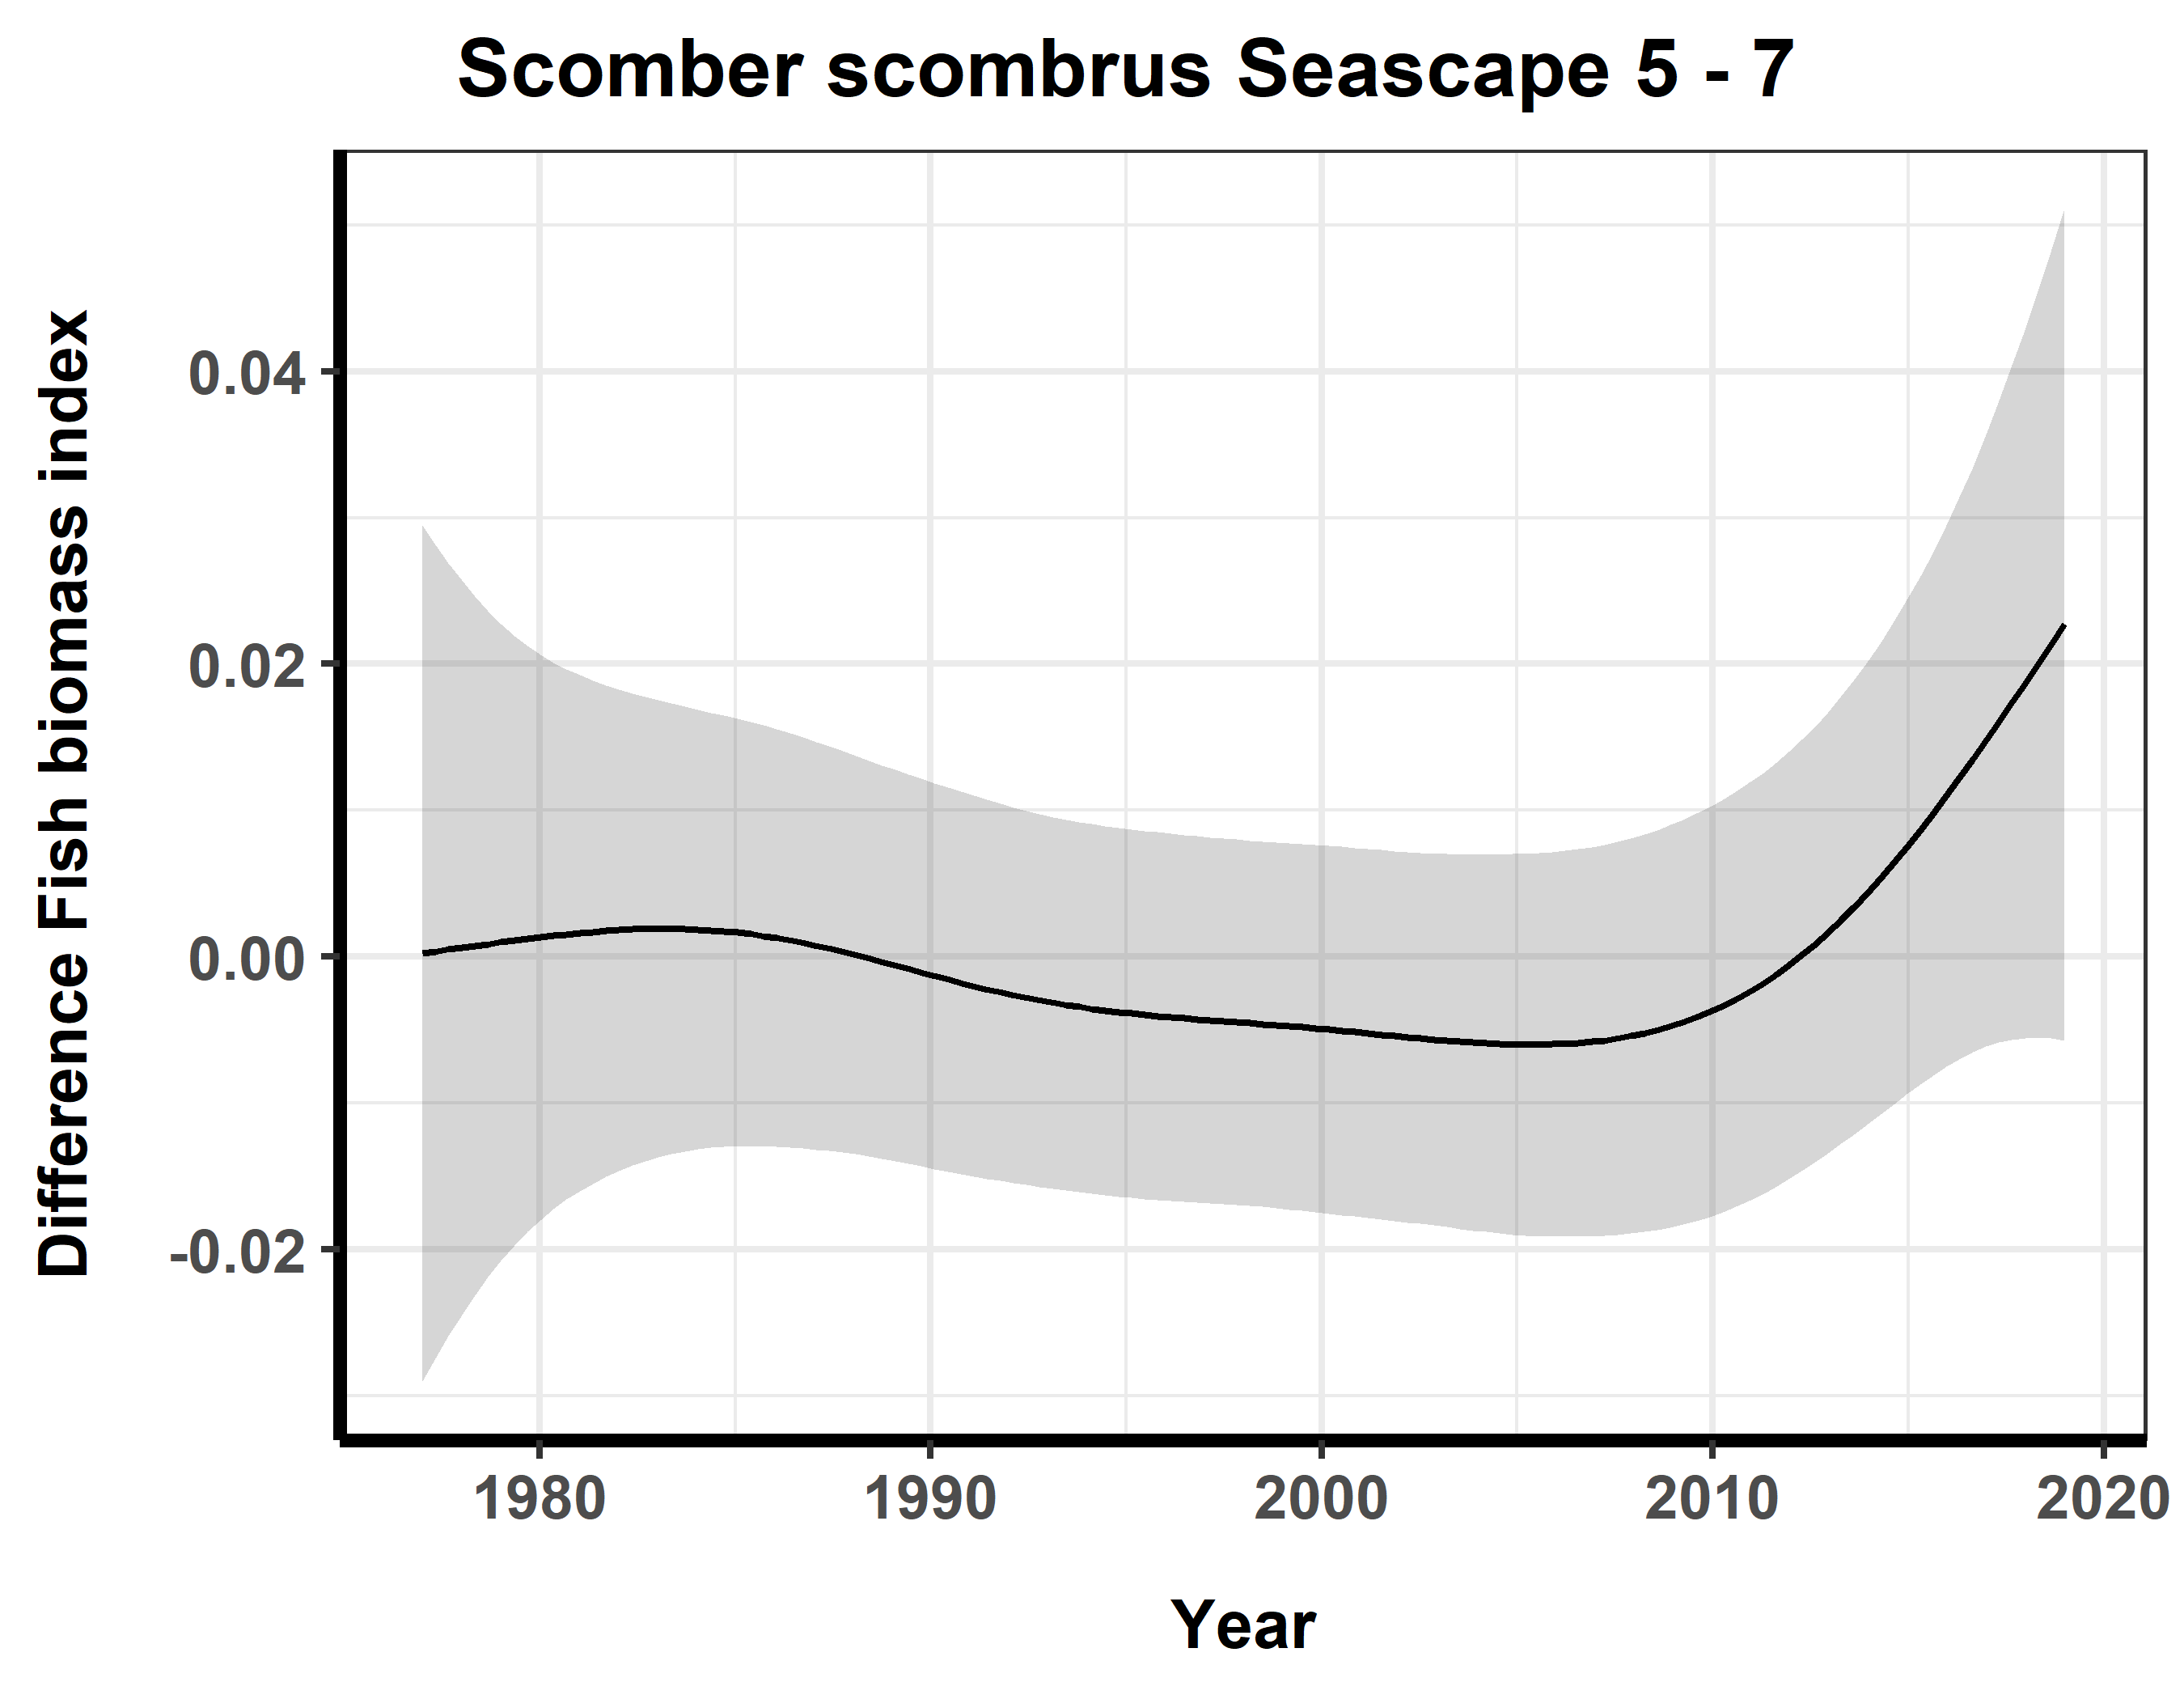 Scomber scombrus Seascape 5 - 7
Difference Fish biomass index
0.04
0.02
0.00
-0.02
1980 1990 2000 2010 2020
Year